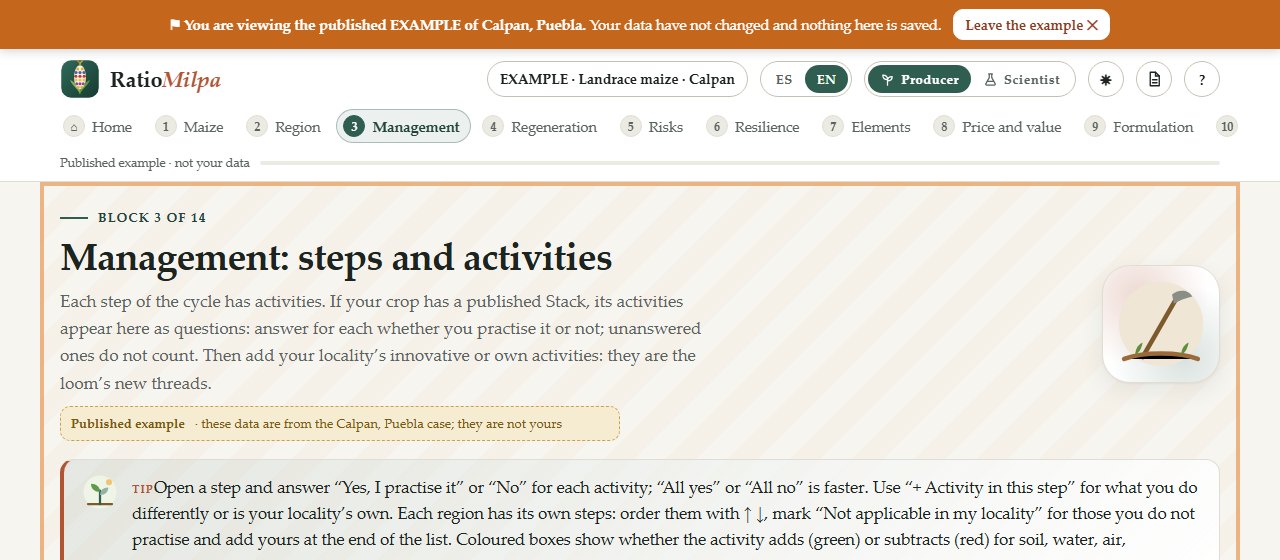 ⚑ You are viewing the published EXAMPLE of Calpan, Puebla. Your data have not changed and nothing here is saved. Leave the example ✕
RatioMilpa
EXAMPLE · Landrace maize · Calpan
ES EN
Producer Scientist
?
⌂ Home 1 Maize 2 Region 3 Management 4 Regeneration 5 Risks 6 Resilience 7 Elements 8 Price and value 9 Formulation 10
Published example · not your data
BLOCK 3 OF 14
Management: steps and activities
Each step of the cycle has activities. If your crop has a published Stack, its activities
appear here as questions: answer for each whether you practise it or not; unanswered
ones do not count. Then add your locality’s innovative or own activities: they are the
loom’s new threads.
Published example · these data are from the Calpan, Puebla case; they are not yours
TIP Open a step and answer “Yes, I practise it” or “No” for each activity; “All yes” or “All no” is faster. Use “+ Activity in this step” for what you do
differently or is your locality’s own. Each region has its own steps: order them with ↑ ↓, mark “Not applicable in my locality” for those you do not
practise and add yours at the end of the list. Coloured boxes show whether the activity adds (green) or subtracts (red) for soil, water, air,